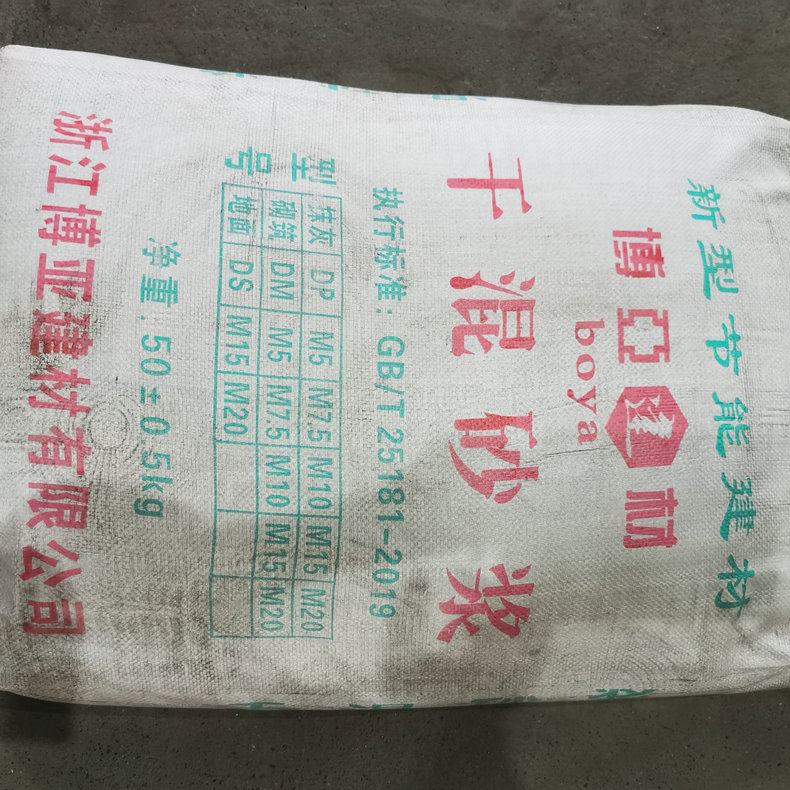 新型节能建材
博亚建材
boya
干混砂浆
执行标准：GB/T 25181-2019
型号
抹灰 DP M5 M7.5 M10 M15 M20
砌筑 DM M5 M7.5 M10 M15 M20
地面 DS M15 M20
净重：50±0.5kg
浙江博亚建材有限公司